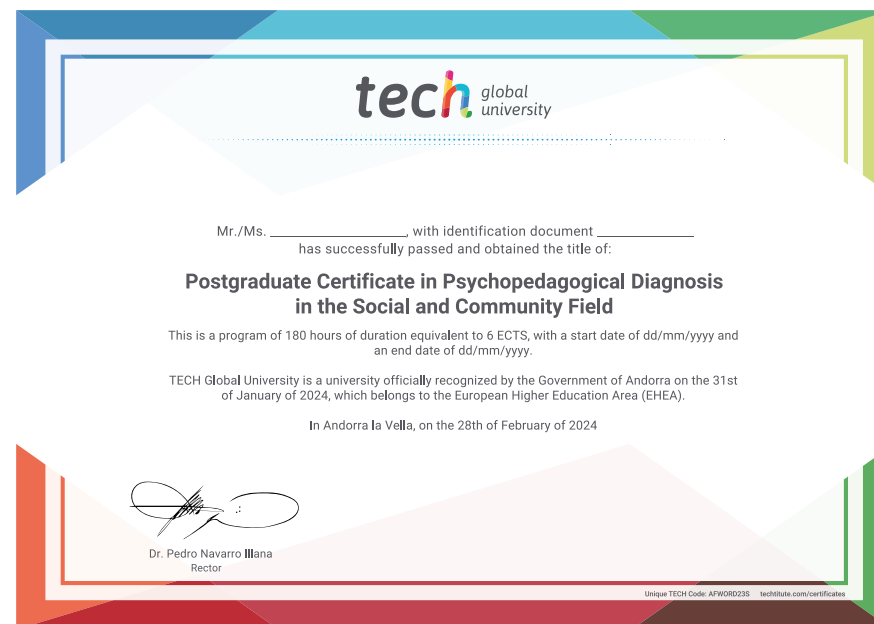 tech global university
Mr./Ms. ____________________, with identification document ______________
has successfully passed and obtained the title of:
Postgraduate Certificate in Psychopedagogical Diagnosis
in the Social and Community Field
This is a program of 180 hours of duration equivalent to 6 ECTS, with a start date of dd/mm/yyyy and
an end date of dd/mm/yyyy.
TECH Global University is a university officially recognized by the Government of Andorra on the 31st
of January of 2024, which belongs to the European Higher Education Area (EHEA).
In Andorra la Vella, on the 28th of February of 2024
Dr. Pedro Navarro Illana
Rector
Unique TECH Code: AFWORD23S techtitute.com/certificates